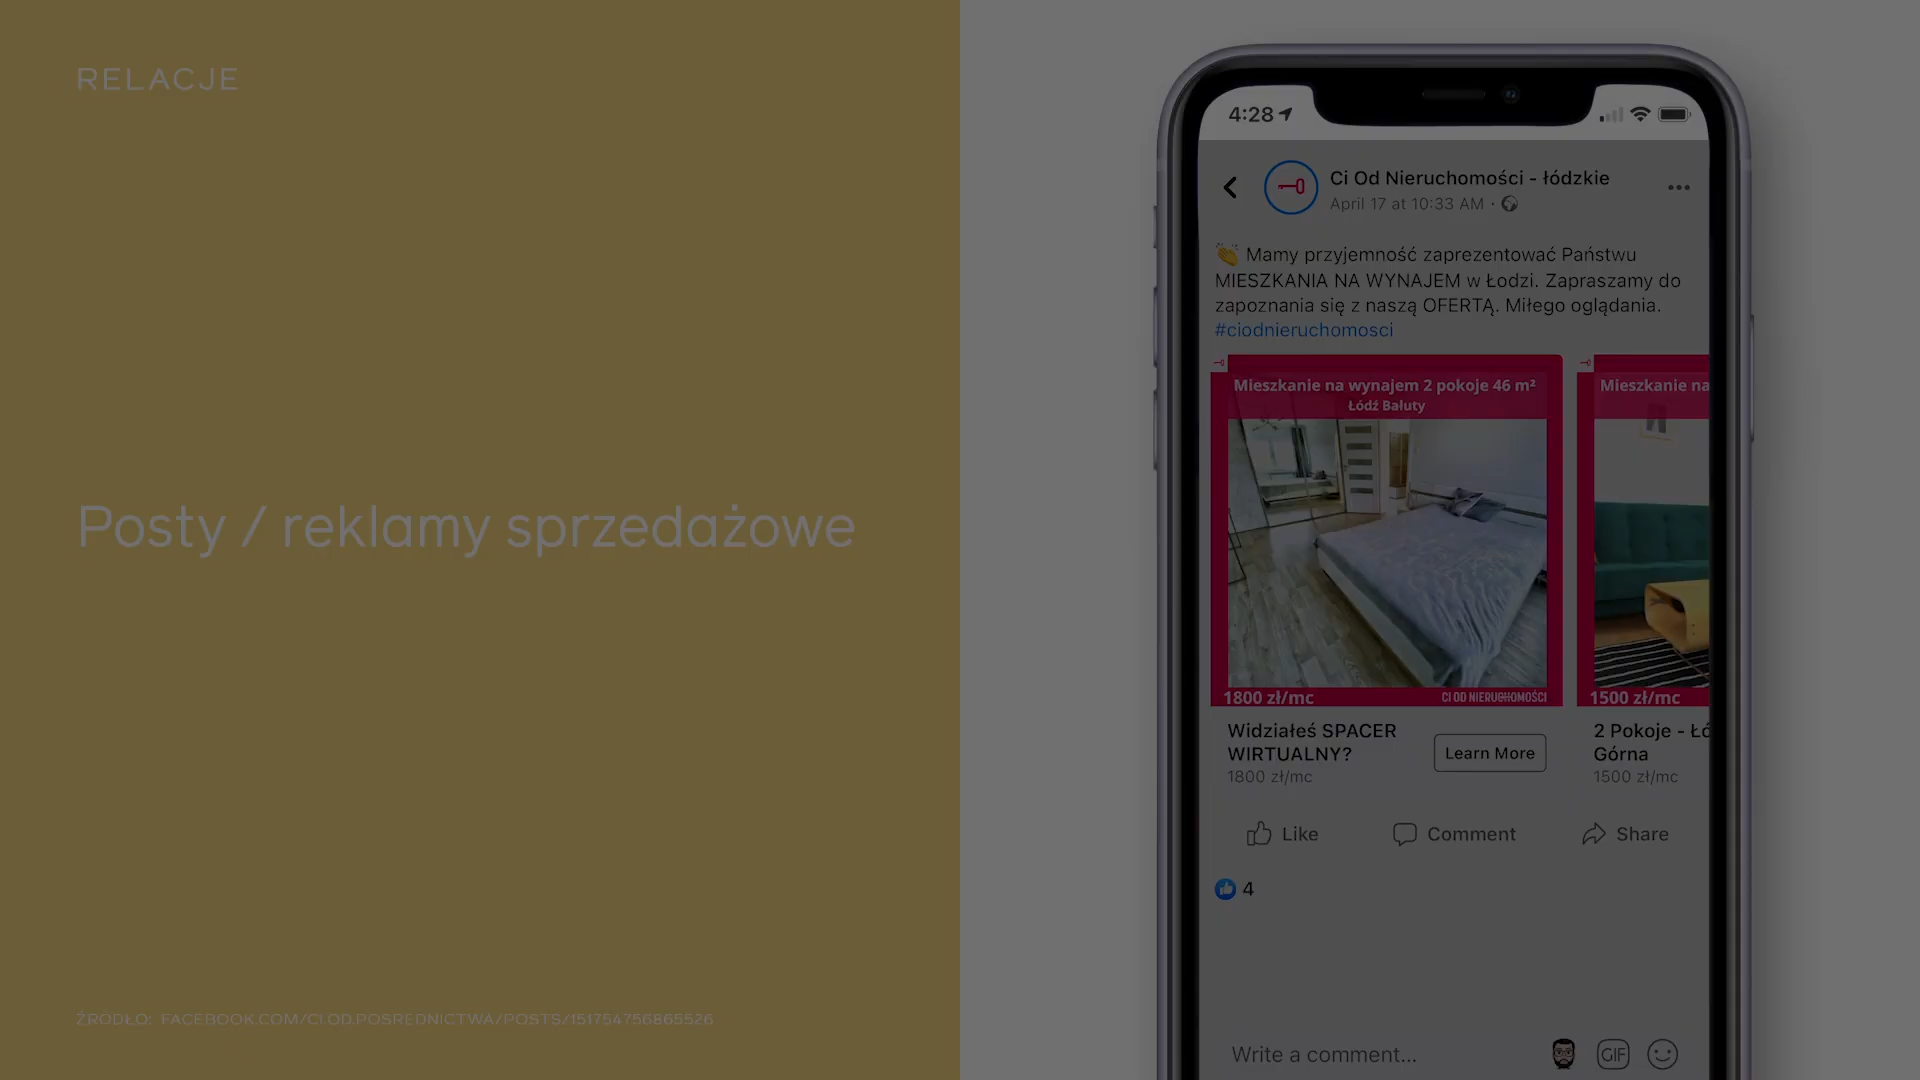 RELACJE
Posty / reklamy sprzedażowe
ŹRÓDŁO: FACEBOOK.COM/CI.OD.POSREDNICTWA/POSTS/151754756865526
4:28
Ci Od Nieruchomości - łódzkie
April 17 at 10:33 AM ·
Mamy przyjemność zaprezentować Państwu
MIESZKANIA NA WYNAJEM w Łodzi. Zapraszamy do
zapoznania się z naszą OFERTĄ. Miłego oglądania.
#ciodnieruchomosci
Mieszkanie na wynajem 2 pokoje 46 m²
Łódź Bałuty
1800 zł/mc
CI OD NIERUCHOMOŚCI
Mieszkanie na
1500 zł/mc
Widziałeś SPACER
WIRTUALNY?
1800 zł/mc
Learn More
2 Pokoje - Łó
Górna
1500 zł/mc
Like
Comment
Share
4
Write a comment...
GIF